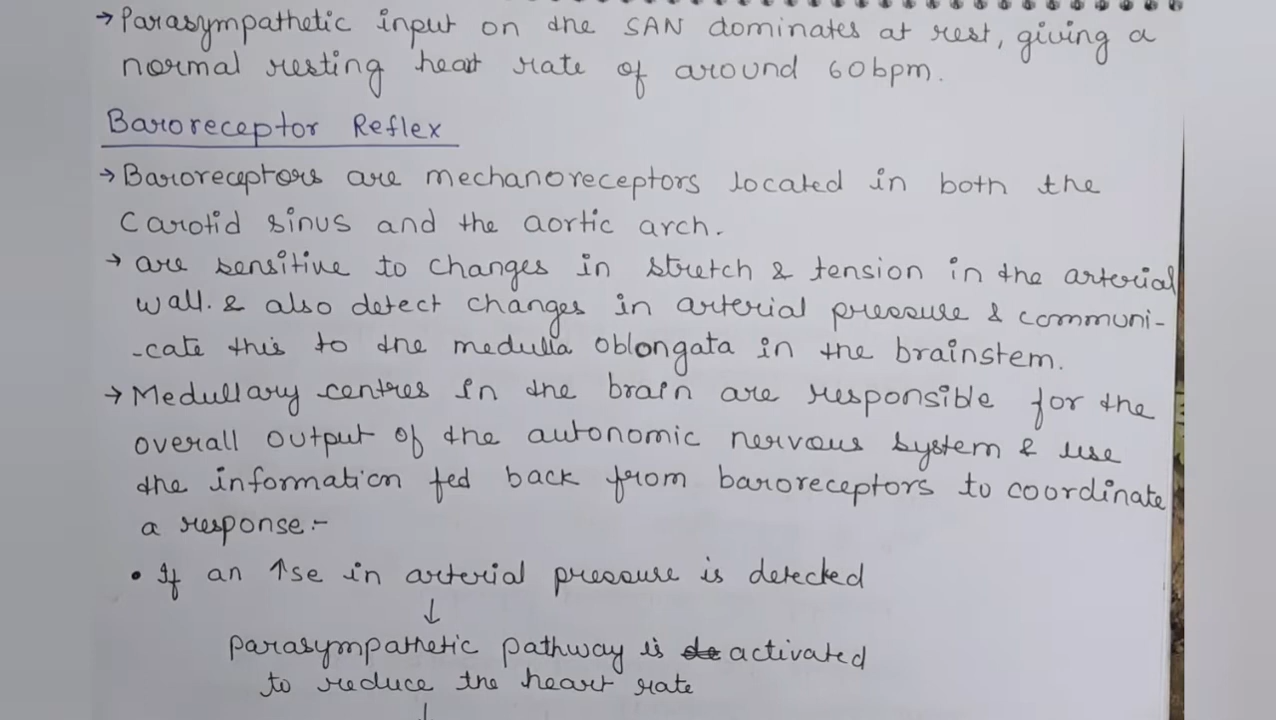 → Parasympathetic input on the SAN dominates at rest, giving a
normal resting heart rate of around 60bpm.
Baroreceptor Reflex
→ Baroreceptors are mechanoreceptors located in both the
Carotid sinus and the aortic arch.
→ are sensitive to changes in stretch & tension in the arterial
wall. & also detect changes in arterial pressure & communi-
-cate this to the medulla oblongata in the brainstem.
→ Medullary centres in the brain are responsible for the
overall output of the autonomic nervous system & use
the information fed back from baroreceptors to coordinate
a response:-
• If an ↑se in arterial pressure is detected
↓
parasympathetic pathway is activated
to reduce the heart rate
↓